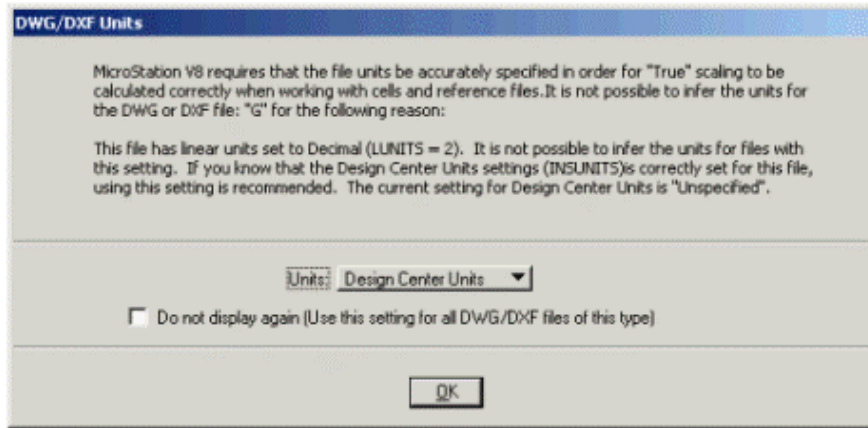 DWG/DXF Units
MicroStation V8 requires that the file units be accurately specified in order for "True" scaling to be
calculated correctly when working with cells and reference files.It is not possible to infer the units for
the DWG or DXF file: "G" for the following reason:
This file has linear units set to Decimal (LUNITS = 2). It is not possible to infer the units for files with
this setting. If you know that the Design Center Units settings (INSUNITS)is correctly set for this file,
using this setting is recommended. The current setting for Design Center Units is "Unspecified".
Units: Design Center Units
Do not display again (Use this setting for all DWG/DXF files of this type)
OK